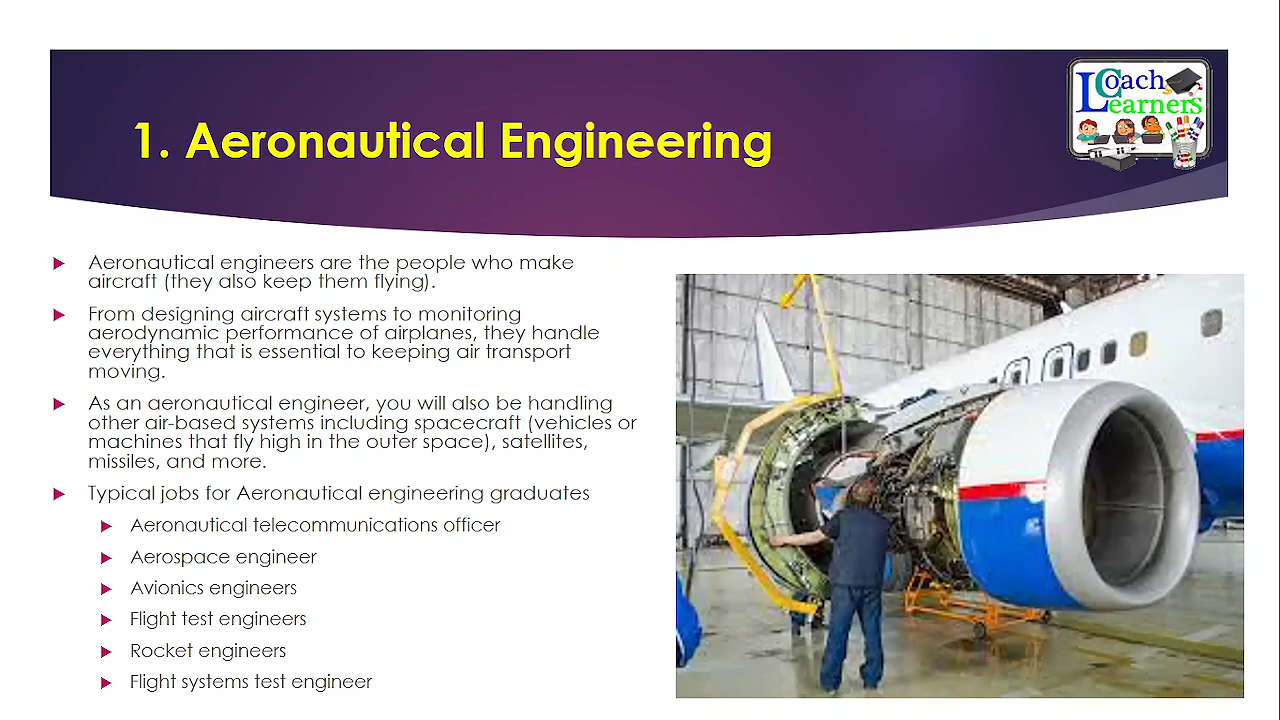 1. Aeronautical Engineering
Coach
Learners
Aeronautical engineers are the people who make
aircraft (they also keep them flying).
From designing aircraft systems to monitoring
aerodynamic performance of airplanes, they handle
everything that is essential to keeping air transport
moving.
As an aeronautical engineer, you will also be handling
other air-based systems including spacecraft (vehicles or
machines that fly high in the outer space), satellites,
missiles, and more.
Typical jobs for Aeronautical engineering graduates
Aeronautical telecommunications officer
Aerospace engineer
Avionics engineers
Flight test engineers
Rocket engineers
Flight systems test engineer